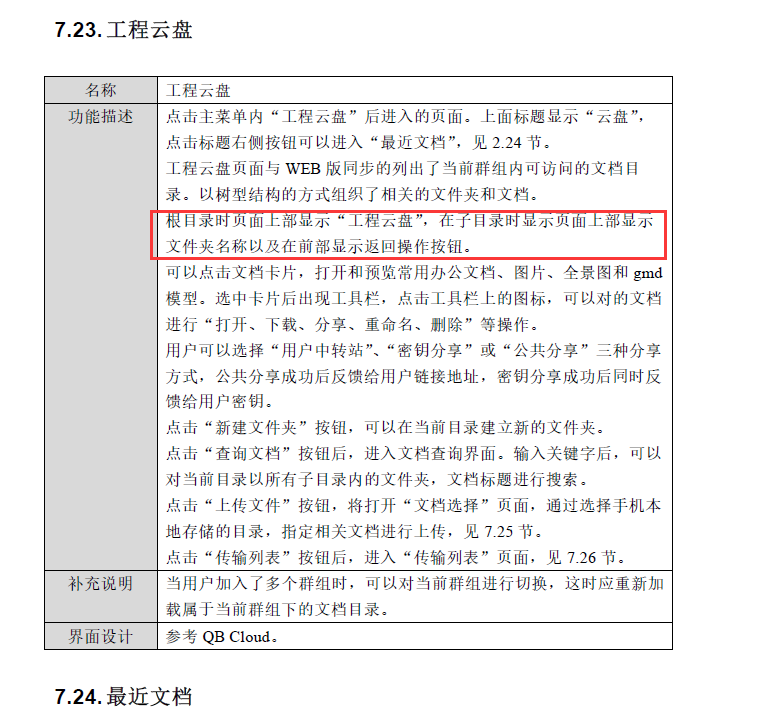 7.23. 工程云盘
名称 工程云盘
功能描述 点击主菜单内“工程云盘”后进入的页面。上面标题显示“云盘”，
点击标题右侧按钮可以进入“最近文档”，见 2.24 节。
工程云盘页面与 WEB 版同步的列出了当前群组内可访问的文档目
录。以树型结构的方式组织了相关的文件夹和文档。
根目录时页面上部显示“工程云盘”，在子目录时显示页面上部显示
文件夹名称以及在前部显示返回操作按钮。
可以点击文档卡片，打开和预览常用办公文档、图片、全景图和 gmd
模型。选中卡片后出现工具栏，点击工具栏上的图标，可以对的文档
进行“打开、下载、分享、重命名、删除”等操作。
用户可以选择“用户中转站”、“密钥分享”或“公共分享”三种分享
方式，公共分享成功后反馈给用户链接地址，密钥分享成功后同时反
馈给用户密钥。
点击“新建文件夹”按钮，可以在当前目录建立新的文件夹。
点击“查询文档”按钮后，进入文档查询界面。输入关键字后，可以
对当前目录以所有子目录内的文件夹，文档标题进行搜索。
点击“上传文件”按钮，将打开“文档选择”页面，通过选择手机本
地存储的目录，指定相关文档进行上传，见 7.25 节。
点击“传输列表”按钮后，进入“传输列表”页面，见 7.26 节。
补充说明 当用户加入了多个群组时，可以对当前群组进行切换，这时应重新加
载属于当前群组下的文档目录。
界面设计 参考 QB Cloud。
7.24. 最近文档